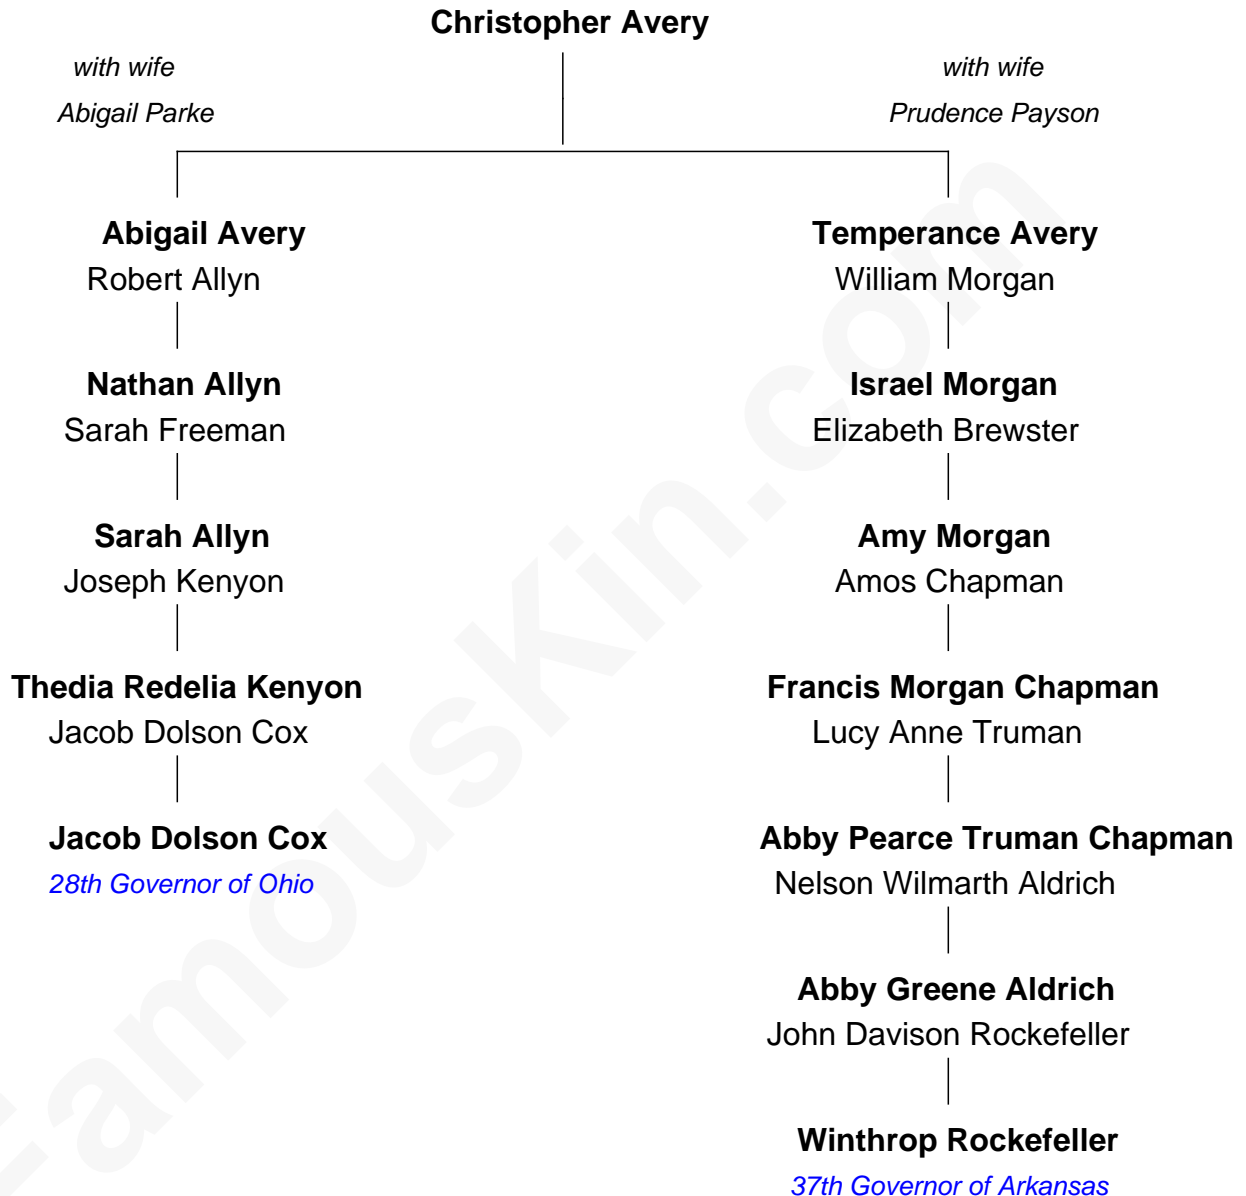 Christopher Avery
with wife
Abigail Parke
with wife
Prudence Payson
Abigail Avery
Robert Allyn
Temperance Avery
William Morgan
Nathan Allyn
Sarah Freeman
Israel Morgan
Elizabeth Brewster
Sarah Allyn
Joseph Kenyon
Amy Morgan
Amos Chapman
Thedia Redelia Kenyon
Jacob Dolson Cox
Francis Morgan Chapman
Lucy Anne Truman
Jacob Dolson Cox
28th Governor of Ohio
Abby Pearce Truman Chapman
Nelson Wilmarth Aldrich
Abby Greene Aldrich
John Davison Rockefeller
Winthrop Rockefeller
37th Governor of Arkansas
FamousKin.com